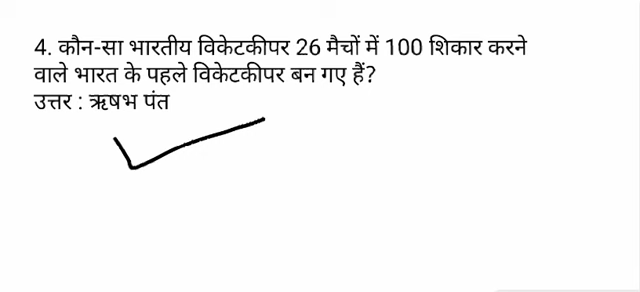 4. कौन-सा भारतीय विकेटकीपर 26 मैचों में 100 शिकार करने
वाले भारत के पहले विकेटकीपर बन गए हैं?
उत्तर : ऋषभ पंत